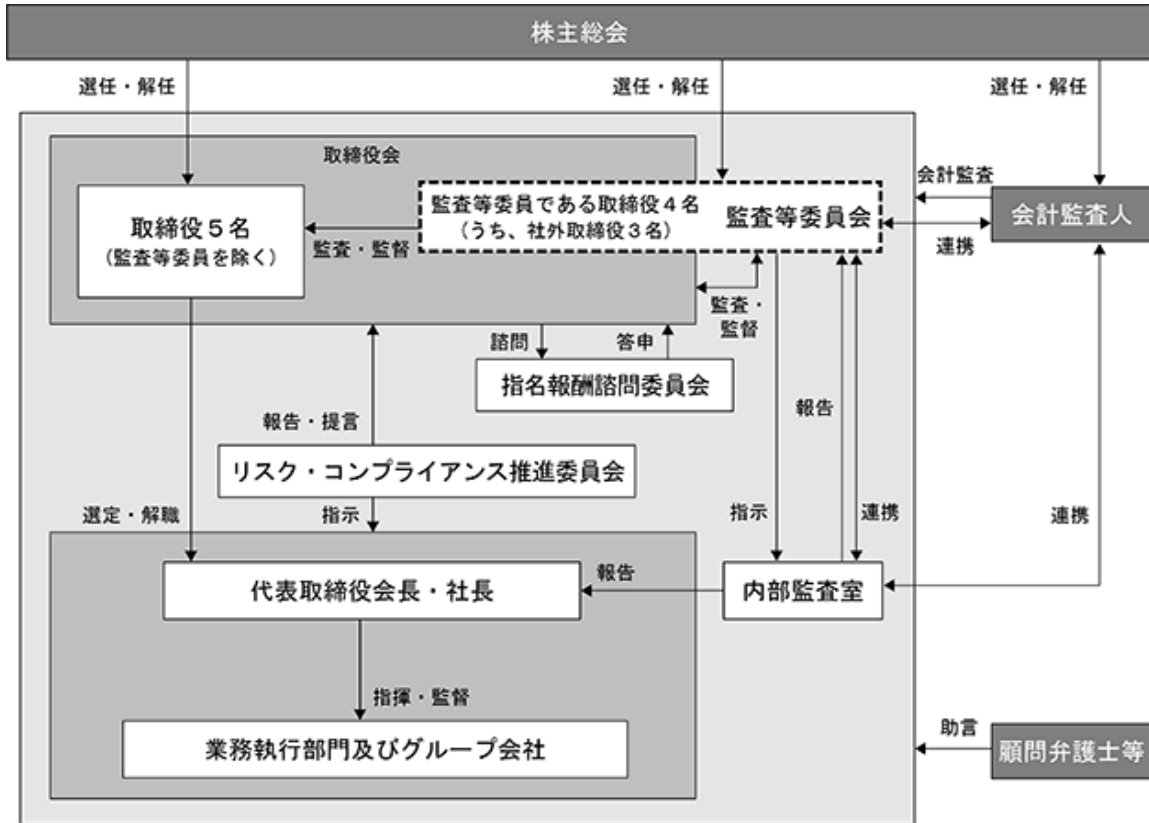 株主総会
選任・解任
選任・解任
選任・解任
取締役会
取締役5名
(監査等委員を除く)
監査・監督
監査等委員である取締役4名
(うち、社外取締役3名)
監査等委員会
会計監査
会計監査人
連携
監査・
監督
諮問
答申
指名報酬諮問委員会
報告・提言
リスク・コンプライアンス推進委員会
報告
選定・解職
指示
指示
連携
連携
代表取締役会長・社長
報告
内部監査室
指揮・監督
業務執行部門及びグループ会社
助言
顧問弁護士等